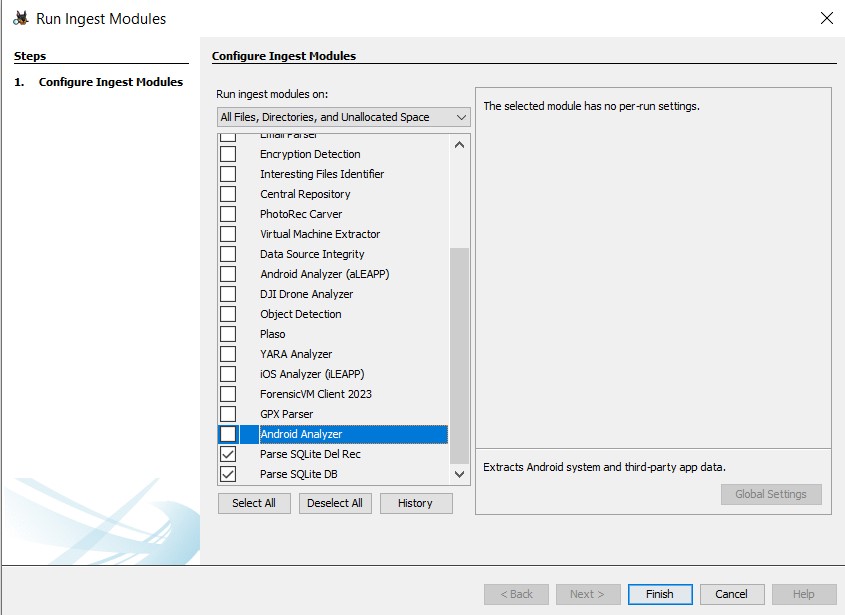 Run Ingest Modules
Steps
1. Configure Ingest Modules
Configure Ingest Modules
Run ingest modules on:
All Files, Directories, and Unallocated Space
Email Parser
Encryption Detection
Interesting Files Identifier
Central Repository
PhotoRec Carver
Virtual Machine Extractor
Data Source Integrity
Android Analyzer (aLEAPP)
DJI Drone Analyzer
Object Detection
Plaso
YARA Analyzer
iOS Analyzer (iLEAPP)
ForensicVM Client 2023
GPX Parser
Android Analyzer
Parse SQLite Del Rec
Parse SQLite DB
Select All
Deselect All
History
The selected module has no per-run settings.
Extracts Android system and third-party app data.
Global Settings
< Back
Next >
Finish
Cancel
Help